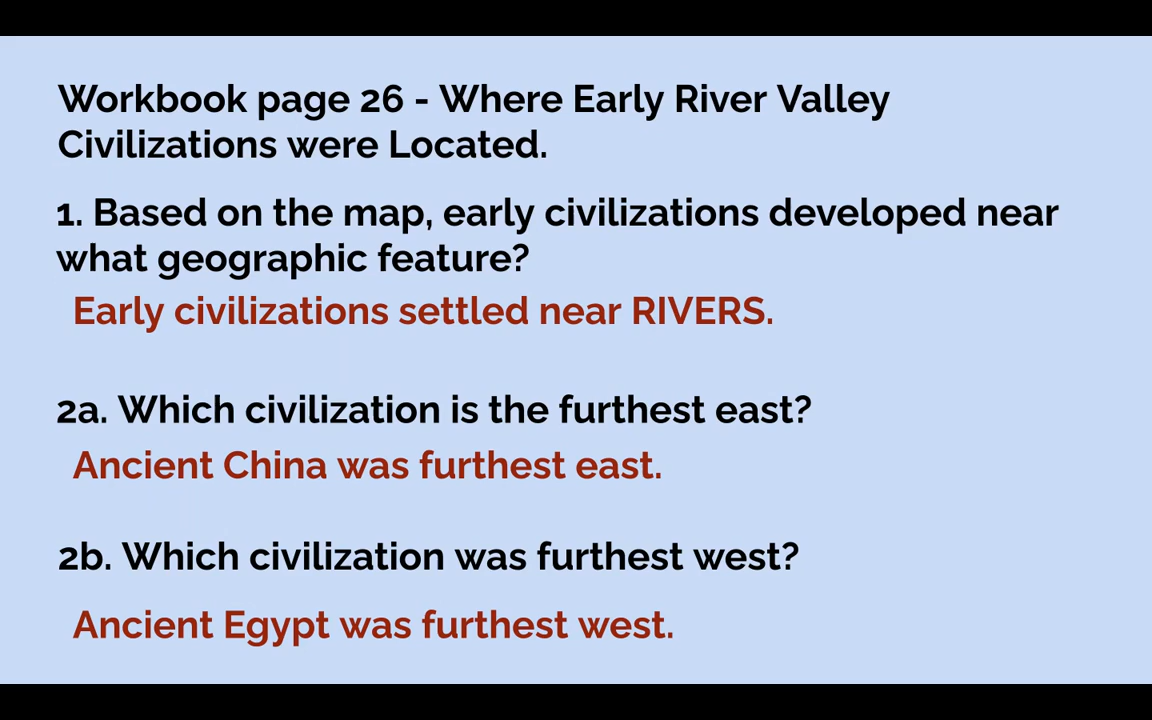 Workbook page 26 - Where Early River Valley
Civilizations were Located.
1. Based on the map, early civilizations developed near
what geographic feature?
Early civilizations settled near RIVERS.
2a. Which civilization is the furthest east?
Ancient China was furthest east.
2b. Which civilization was furthest west?
Ancient Egypt was furthest west.